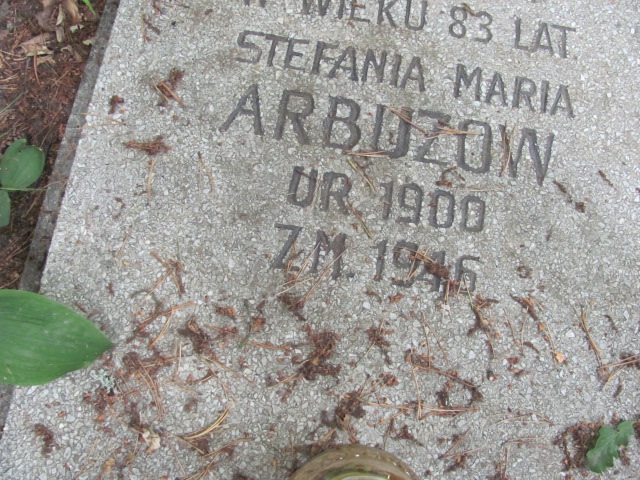 W WIEKU 83 LAT.
STEFANIA MARIA
ARBUZOW
UR. 1900
ZM. 1946